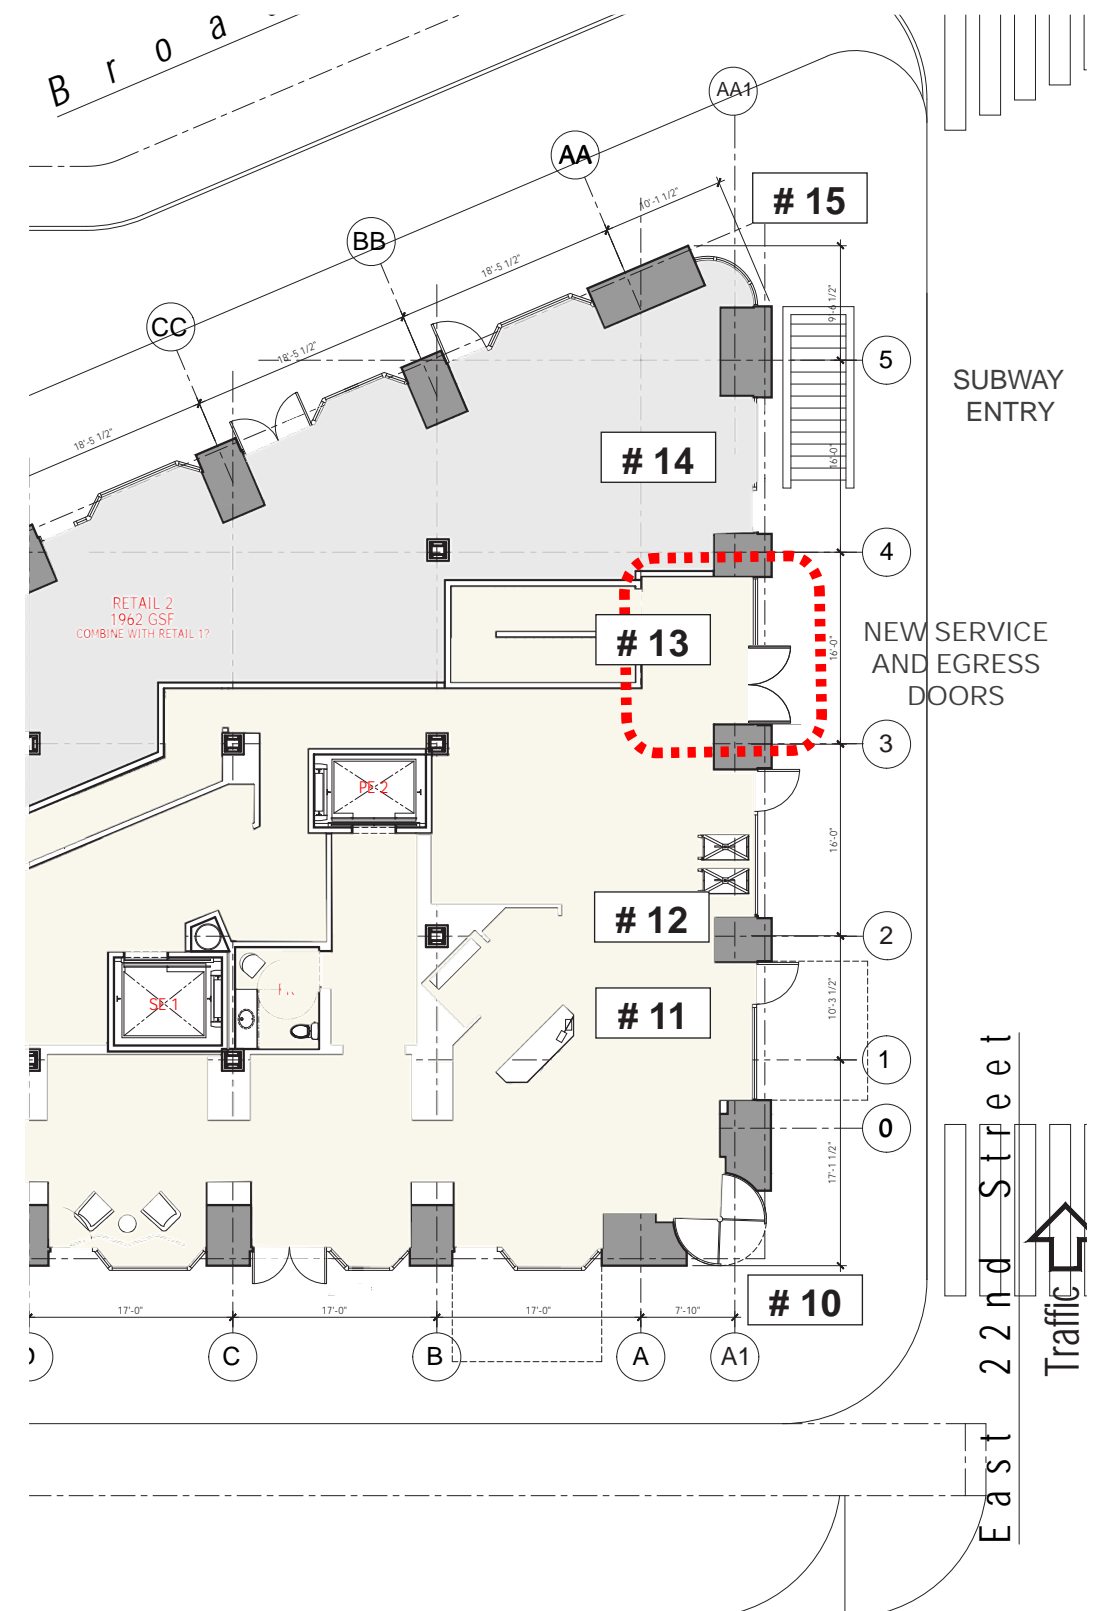 Broa
AA1
AA
# 15
10'-1 1/2"
BB
18'-5 1/2"
9'-6 1/2"
CC
18'-5 1/2"
5
SUBWAY
ENTRY
18'-5 1/2"
# 14
16'-0"
4
RETAIL 2
1962 GSF
COMBINE WITH RETAIL 1?
# 13
16'-0"
NEW SERVICE
AND EGRESS
DOORS
3
PE 2
16'-0"
# 12
2
SE 1
# 11
10'-3 1/2"
1
0
17'-1 1/2"
East 22nd Street
Traffic
# 10
17'-0"
17'-0"
17'-0"
7'-10"
C
B
A
A1